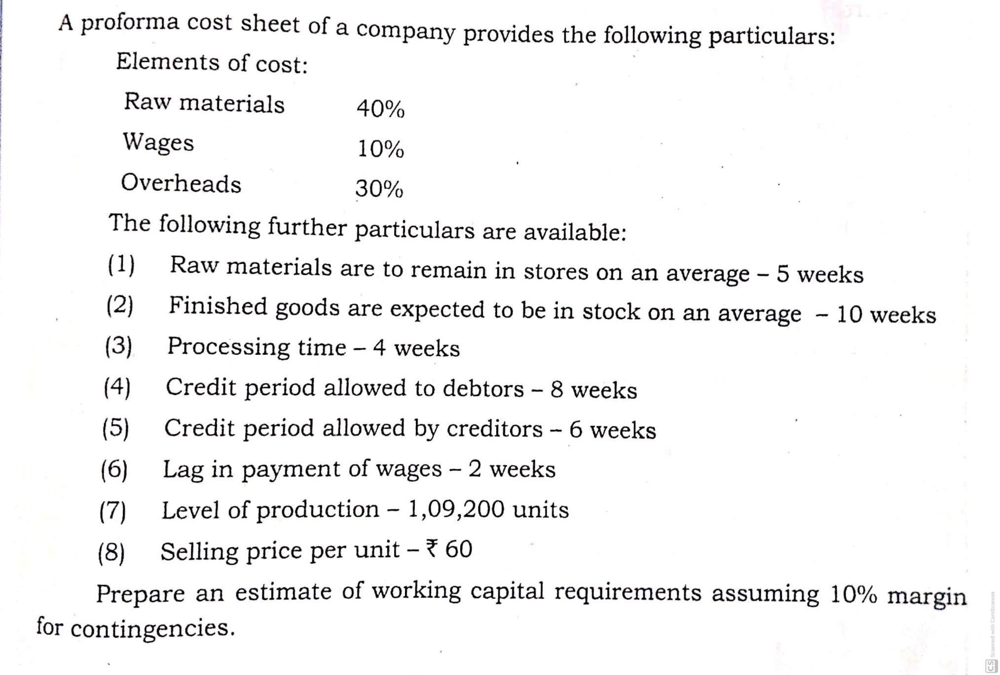 A proforma cost sheet of a company provides the following particulars:
Elements of cost:
Raw materials 40%
Wages 10%
Overheads 30%
The following further particulars are available:
(1) Raw materials are to remain in stores on an average – 5 weeks
(2) Finished goods are expected to be in stock on an average – 10 weeks
(3) Processing time – 4 weeks
(4) Credit period allowed to debtors – 8 weeks
(5) Credit period allowed by creditors – 6 weeks
(6) Lag in payment of wages – 2 weeks
(7) Level of production – 1,09,200 units
(8) Selling price per unit – ₹ 60
Prepare an estimate of working capital requirements assuming 10% margin
for contingencies.
CS Scanned with CamScanner